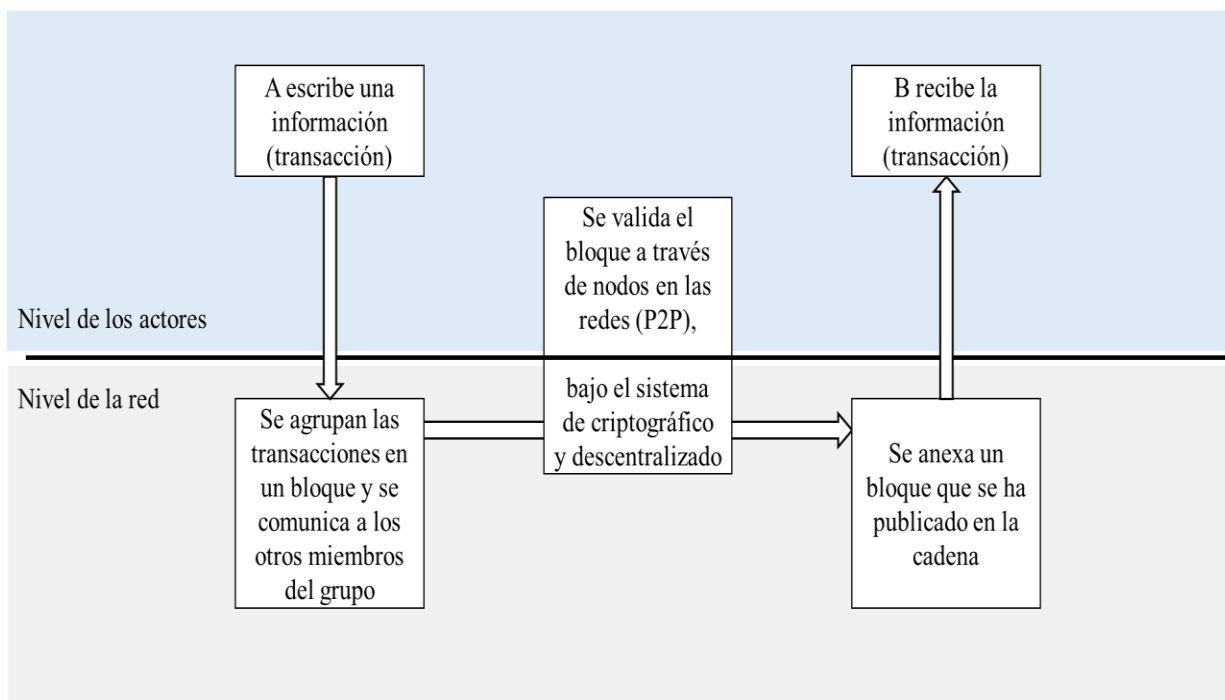 A escribe una
información
(transacción)
B recibe la
información
(transacción)
Se valida el
bloque a través
de nodos en las
redes (P2P),
Nivel de los actores
Nivel de la red
bajo el sistema
de criptográfico
y descentralizado
Se agrupan las
transacciones en
un bloque y se
comunica a los
otros miembros
del grupo
Se anexa un
bloque que se ha
publicado en la
cadena